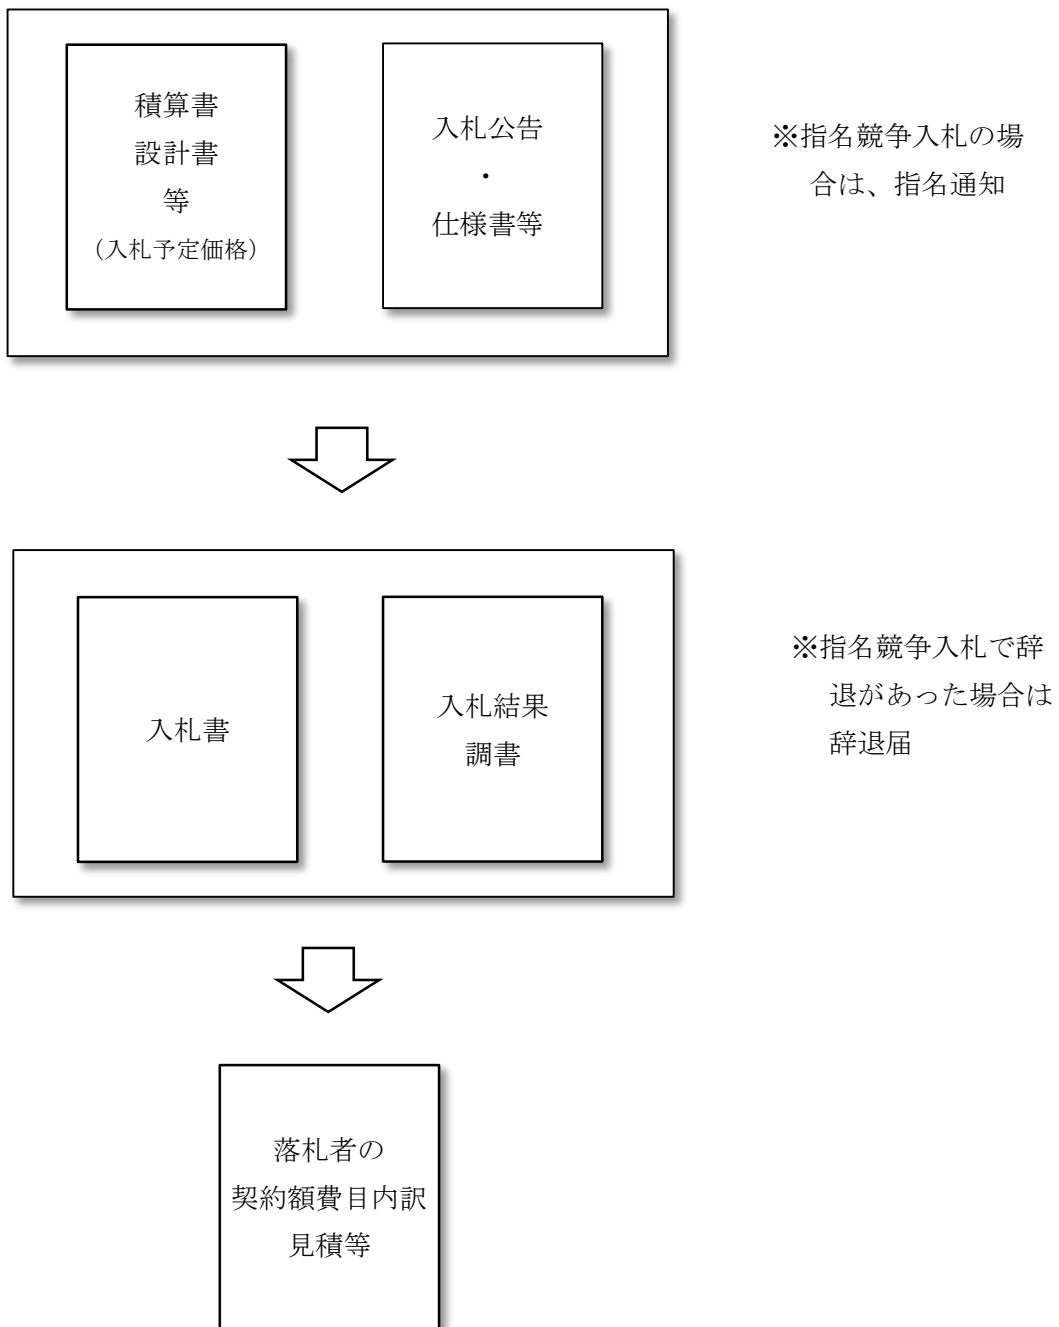 積算書
設計書
等
（入札予定価格）
入札公告
・
仕様書等
※指名競争入札の場
合は、指名通知
入札書
入札結果
調書
※指名競争入札で辞
退があった場合は
辞退届
落札者の
契約額費目内訳
見積等